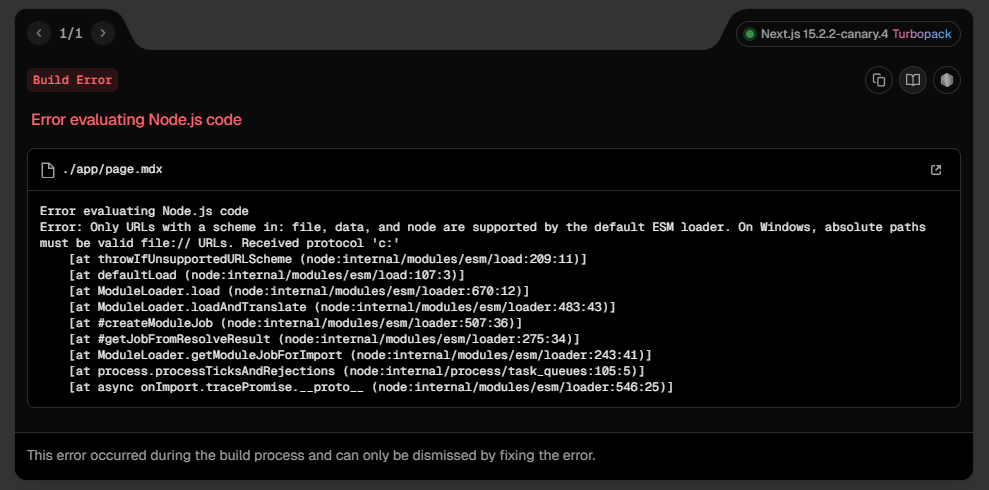 1/1
Next.js 15.2.2-canary.4 Turbopack
Build Error
Error evaluating Node.js code
./app/page.mdx
Error evaluating Node.js code
Error: Only URLs with a scheme in: file, data, and node are supported by the default ESM loader. On Windows, absolute paths
must be valid file:// URLs. Received protocol 'c:'
[at throwIfUnsupportedURLScheme (node:internal/modules/esm/load:209:11)]
[at defaultLoad (node:internal/modules/esm/load:107:3)]
[at ModuleLoader.load (node:internal/modules/esm/loader:670:12)]
[at ModuleLoader.loadAndTranslate (node:internal/modules/esm/loader:483:43)]
[at #createModuleJob (node:internal/modules/esm/loader:507:36)]
[at #getJobFromResolveResult (node:internal/modules/esm/loader:275:34)]
[at ModuleLoader.getModuleJobForImport (node:internal/modules/esm/loader:243:41)]
[at process.processTicksAndRejections (node:internal/process/task_queues:105:5)]
[at async onImport.tracePromise.__proto__ (node:internal/modules/esm/loader:546:25)]
This error occurred during the build process and can only be dismissed by fixing the error.